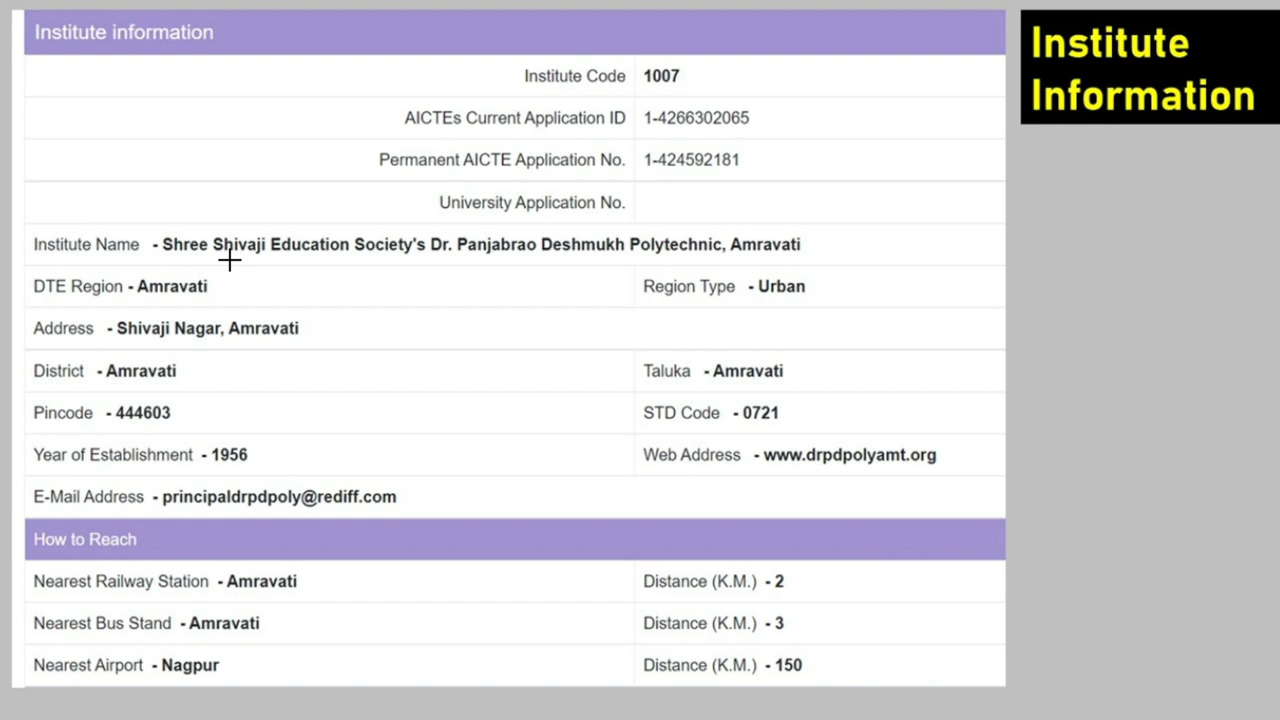 Institute information
Institute Information
Institute Code 1007
AICTEs Current Application ID 1-4266302065
Permanent AICTE Application No. 1-424592181
University Application No.
Institute Name - Shree Shivaji Education Society's Dr. Panjabrao Deshmukh Polytechnic, Amravati
DTE Region - Amravati Region Type - Urban
Address - Shivaji Nagar, Amravati
District - Amravati Taluka - Amravati
Pincode - 444603 STD Code - 0721
Year of Establishment - 1956 Web Address - www.drpdpolyamt.org
E-Mail Address - principaldrpdpoly@rediff.com
How to Reach
Nearest Railway Station - Amravati Distance (K.M.) - 2
Nearest Bus Stand - Amravati Distance (K.M.) - 3
Nearest Airport - Nagpur Distance (K.M.) - 150